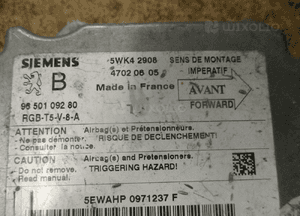 wixoltio
SIEMENS
5WK4 2908
SENS DE MONTAGE
4702 06 05
IMPERATIF
B
Made in France
AVANT
FORWARD
96 501 092 80
RGB-T5-V-8-A
ATTENTION
Airbag(s) et Prétensionneurs.
Ne pas démonter.
RISQUE DE DECLENCHEMENT!
Consulter la notice.
CAUTION
Airbag(s) and Pretensioners.
Do not remove.
TRIGGERING HAZARD!
Read manual.
5EWAHP 0971237 F